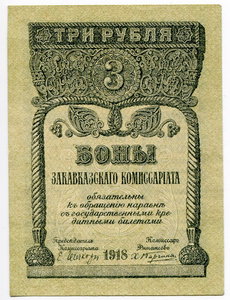 ТРИ РУБЛЯ
3
БОНЫ
ЗАКАВКАЗСКАГО КОМИССАРІАТА
обязательны
къ обращенію наравнѣ
съ государственными кре-
дитными билетами.
Предсѣдатель Комиссаръ
Комиссаріата Финансовъ
1918